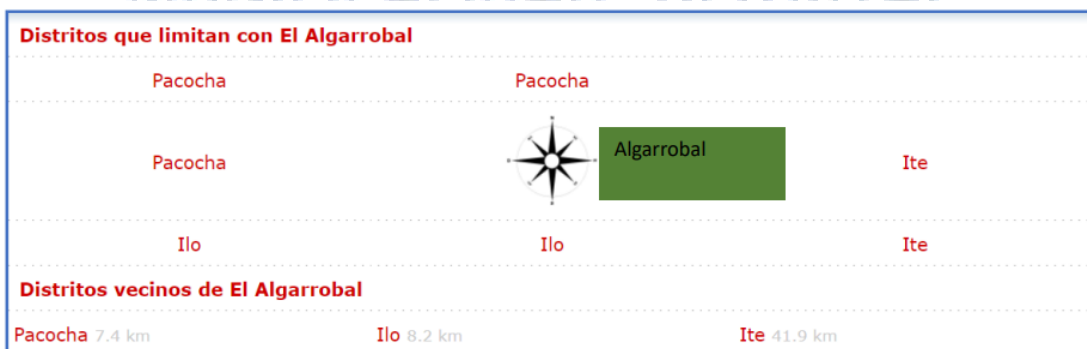 Distritos que limitan con El Algarrobal
Pacocha Pacocha
Pacocha Algarrobal Ite
Ilo Ilo Ite
Distritos vecinos de El Algarrobal
Pacocha 7.4 km Ilo 8.2 km Ite 41.9 km